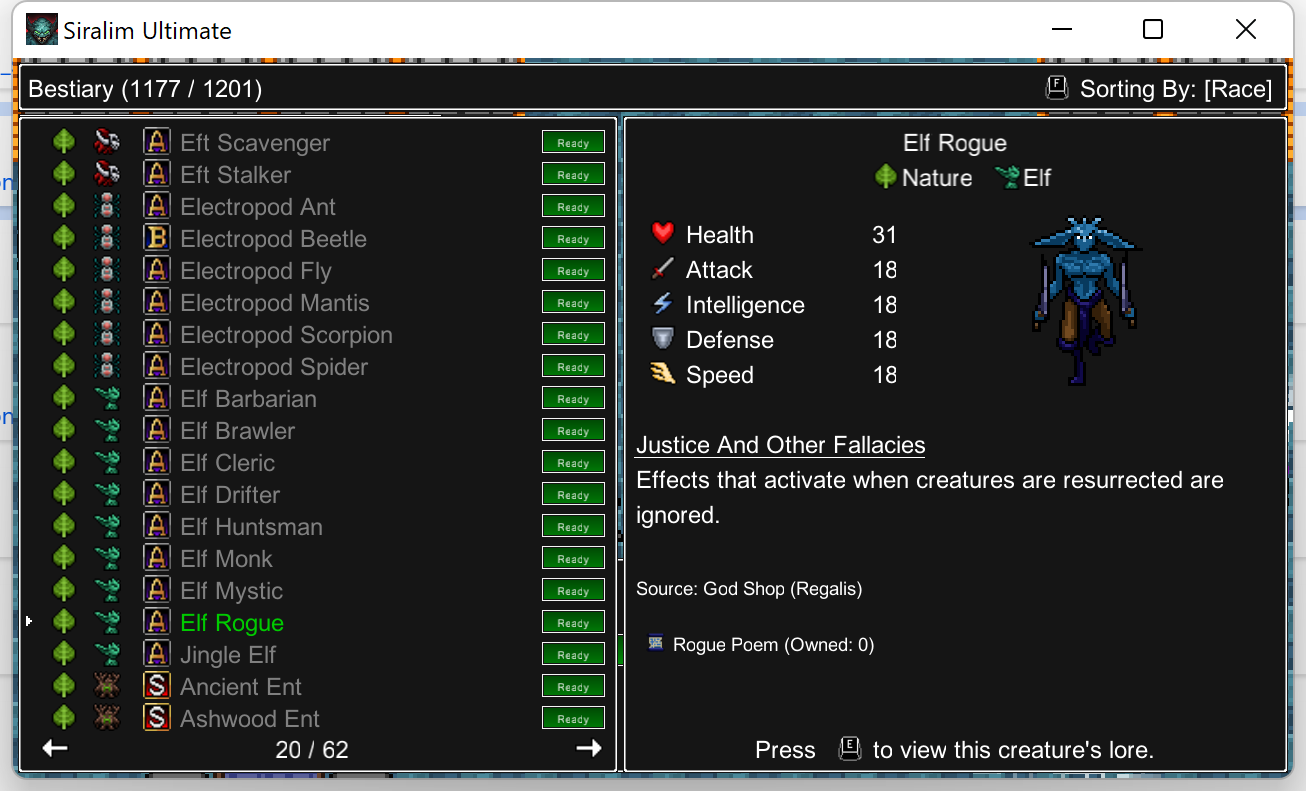 Siralim Ultimate
Bestiary (1177 / 1201)
F Sorting By: [Race]
A Eft Scavenger Ready
A Eft Stalker Ready
A Electropod Ant Ready
B Electropod Beetle Ready
A Electropod Fly Ready
A Electropod Mantis Ready
A Electropod Scorpion Ready
A Electropod Spider Ready
A Elf Barbarian Ready
A Elf Brawler Ready
A Elf Cleric Ready
A Elf Drifter Ready
A Elf Huntsman Ready
A Elf Monk Ready
A Elf Mystic Ready
A Elf Rogue Ready
A Jingle Elf Ready
S Ancient Ent Ready
S Ashwood Ent Ready
20 / 62
Elf Rogue
Nature Elf
Health 31
Attack 18
Intelligence 18
Defense 18
Speed 18
Justice And Other Fallacies
Effects that activate when creatures are resurrected are
ignored.
Source: God Shop (Regalis)
Rogue Poem (Owned: 0)
Press E to view this creature's lore.